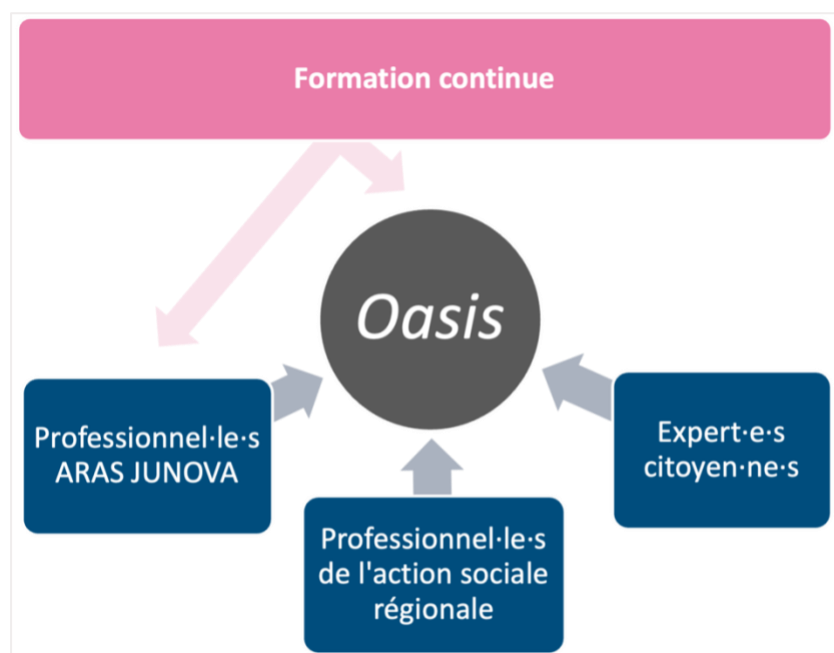 Formation continue
Oasis
Professionnel·le·s
ARAS JUNOVA
Expert·e·s
citoyen·ne·s
Professionnel·le·s
de l'action sociale
régionale